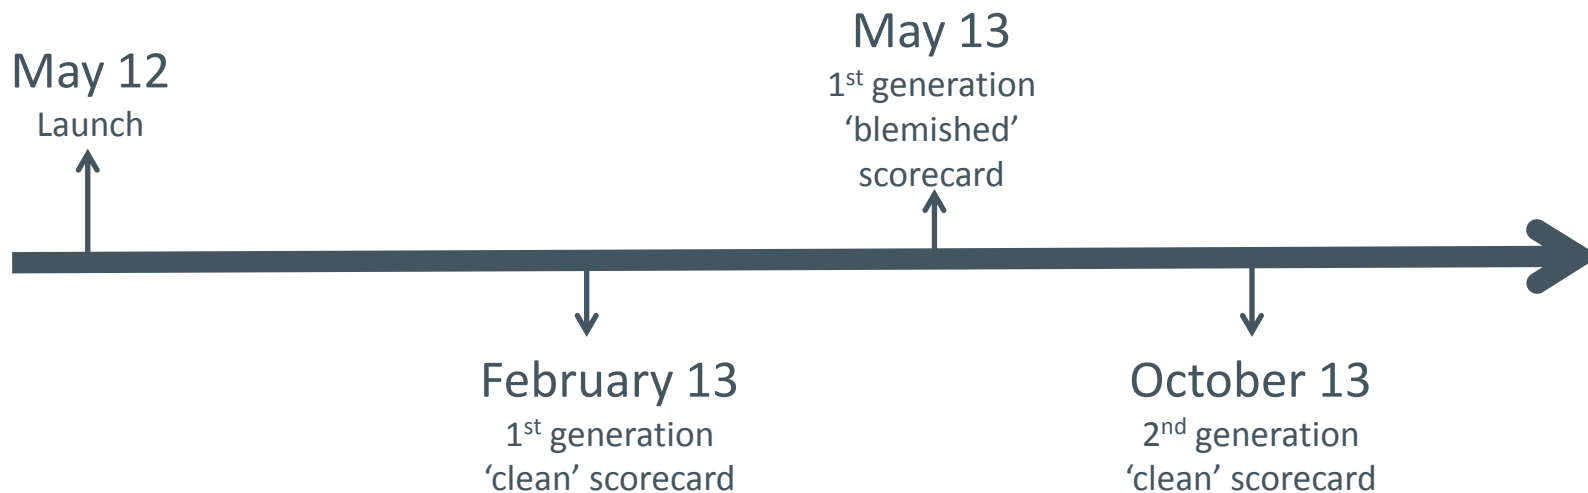 May 12
Launch
February 13
1st generation
‘clean’ scorecard
May 13
1st generation
‘blemished’
scorecard
October 13
2nd generation
‘clean’ scorecard